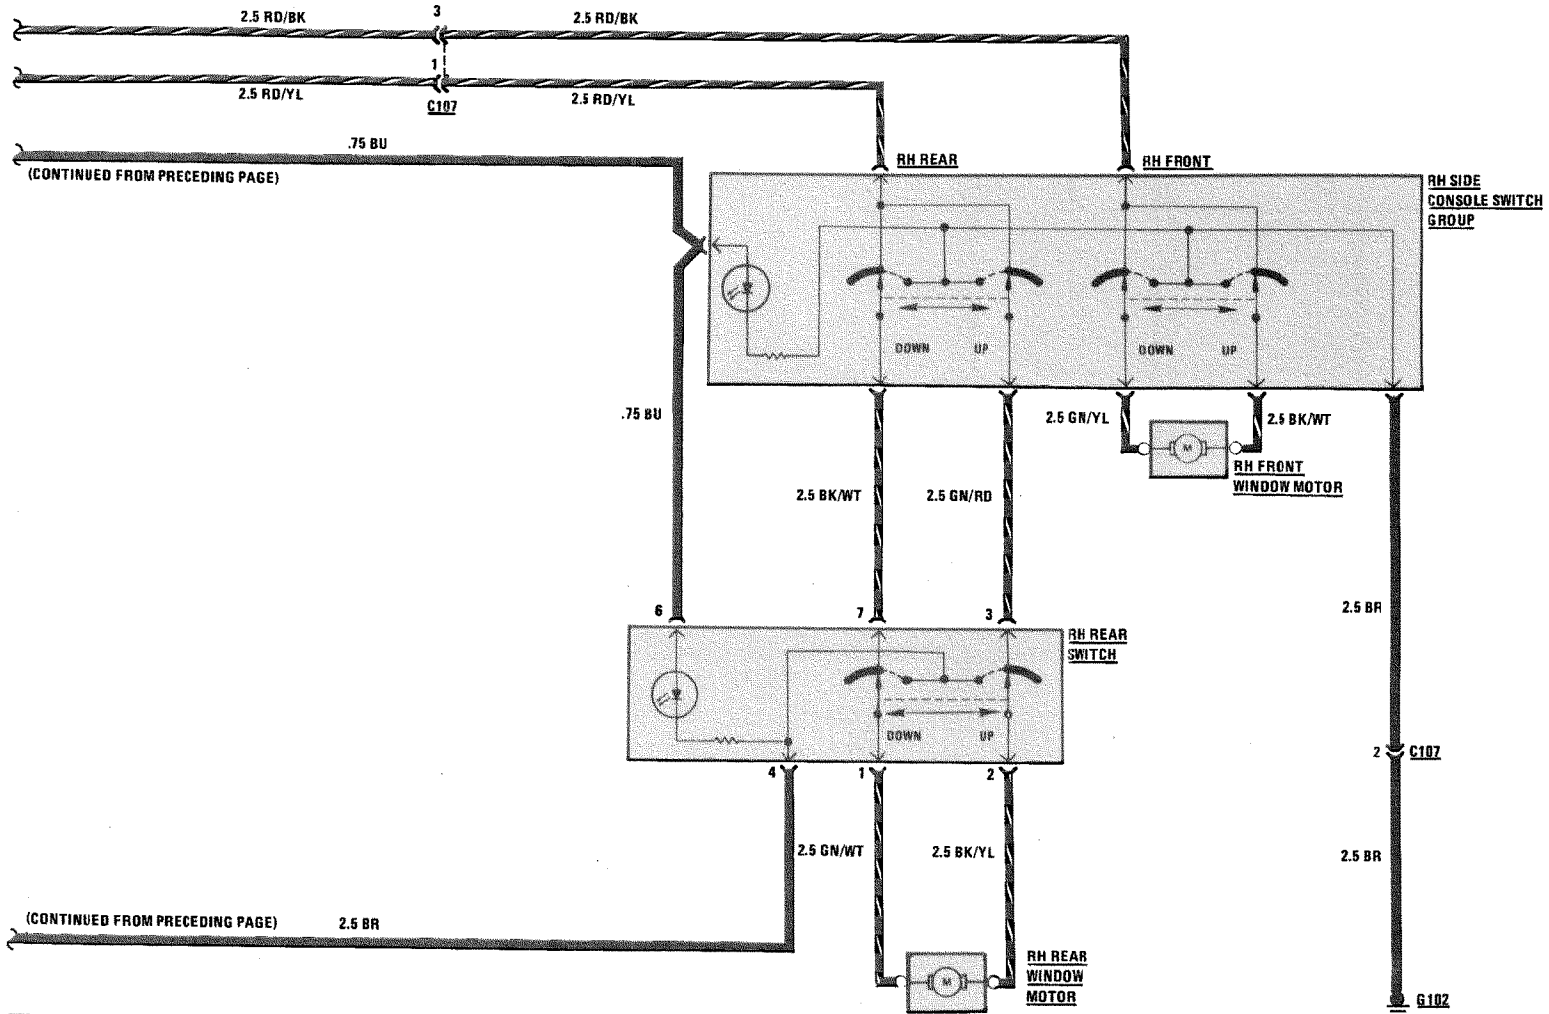 2.5 RD/BK
3
2.5 RD/BK
1
2.5 RD/YL
C107
2.5 RD/YL
.75 BU
(CONTINUED FROM PRECEDING PAGE)
RH REAR
RH FRONT
RH SIDE
CONSOLE SWITCH
GROUP
DOWN
UP
DOWN
UP
.75 BU
2.5 GN/YL
2.5 BK/WT
M
RH FRONT
WINDOW MOTOR
2.5 BK/WT
2.5 GN/RD
2.5 BR
6
7
3
RH REAR
SWITCH
DOWN
UP
2
C107
4
1
2
2.5 GN/WT
2.5 BK/YL
2.5 BR
(CONTINUED FROM PRECEDING PAGE)
2.5 BR
M
RH REAR
WINDOW
MOTOR
G102